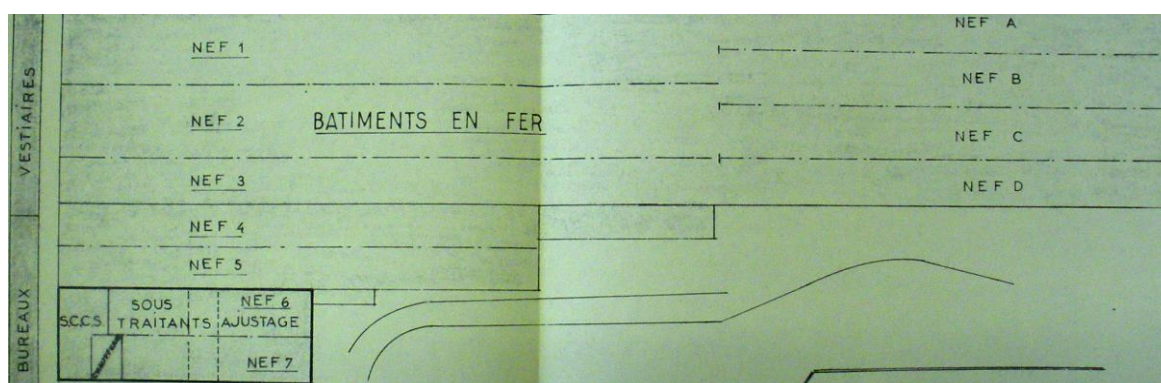 NEF 1
NEF A
NEF B
NEF 2
BATIMENTS EN FER
NEF C
NEF 3
NEF D
NEF 4
NEF 5
VESTIAIRES
BUREAUX
S.C.C.S
SOUS
TRAITANTS
NEF 6
AJUSTAGE
NEF 7